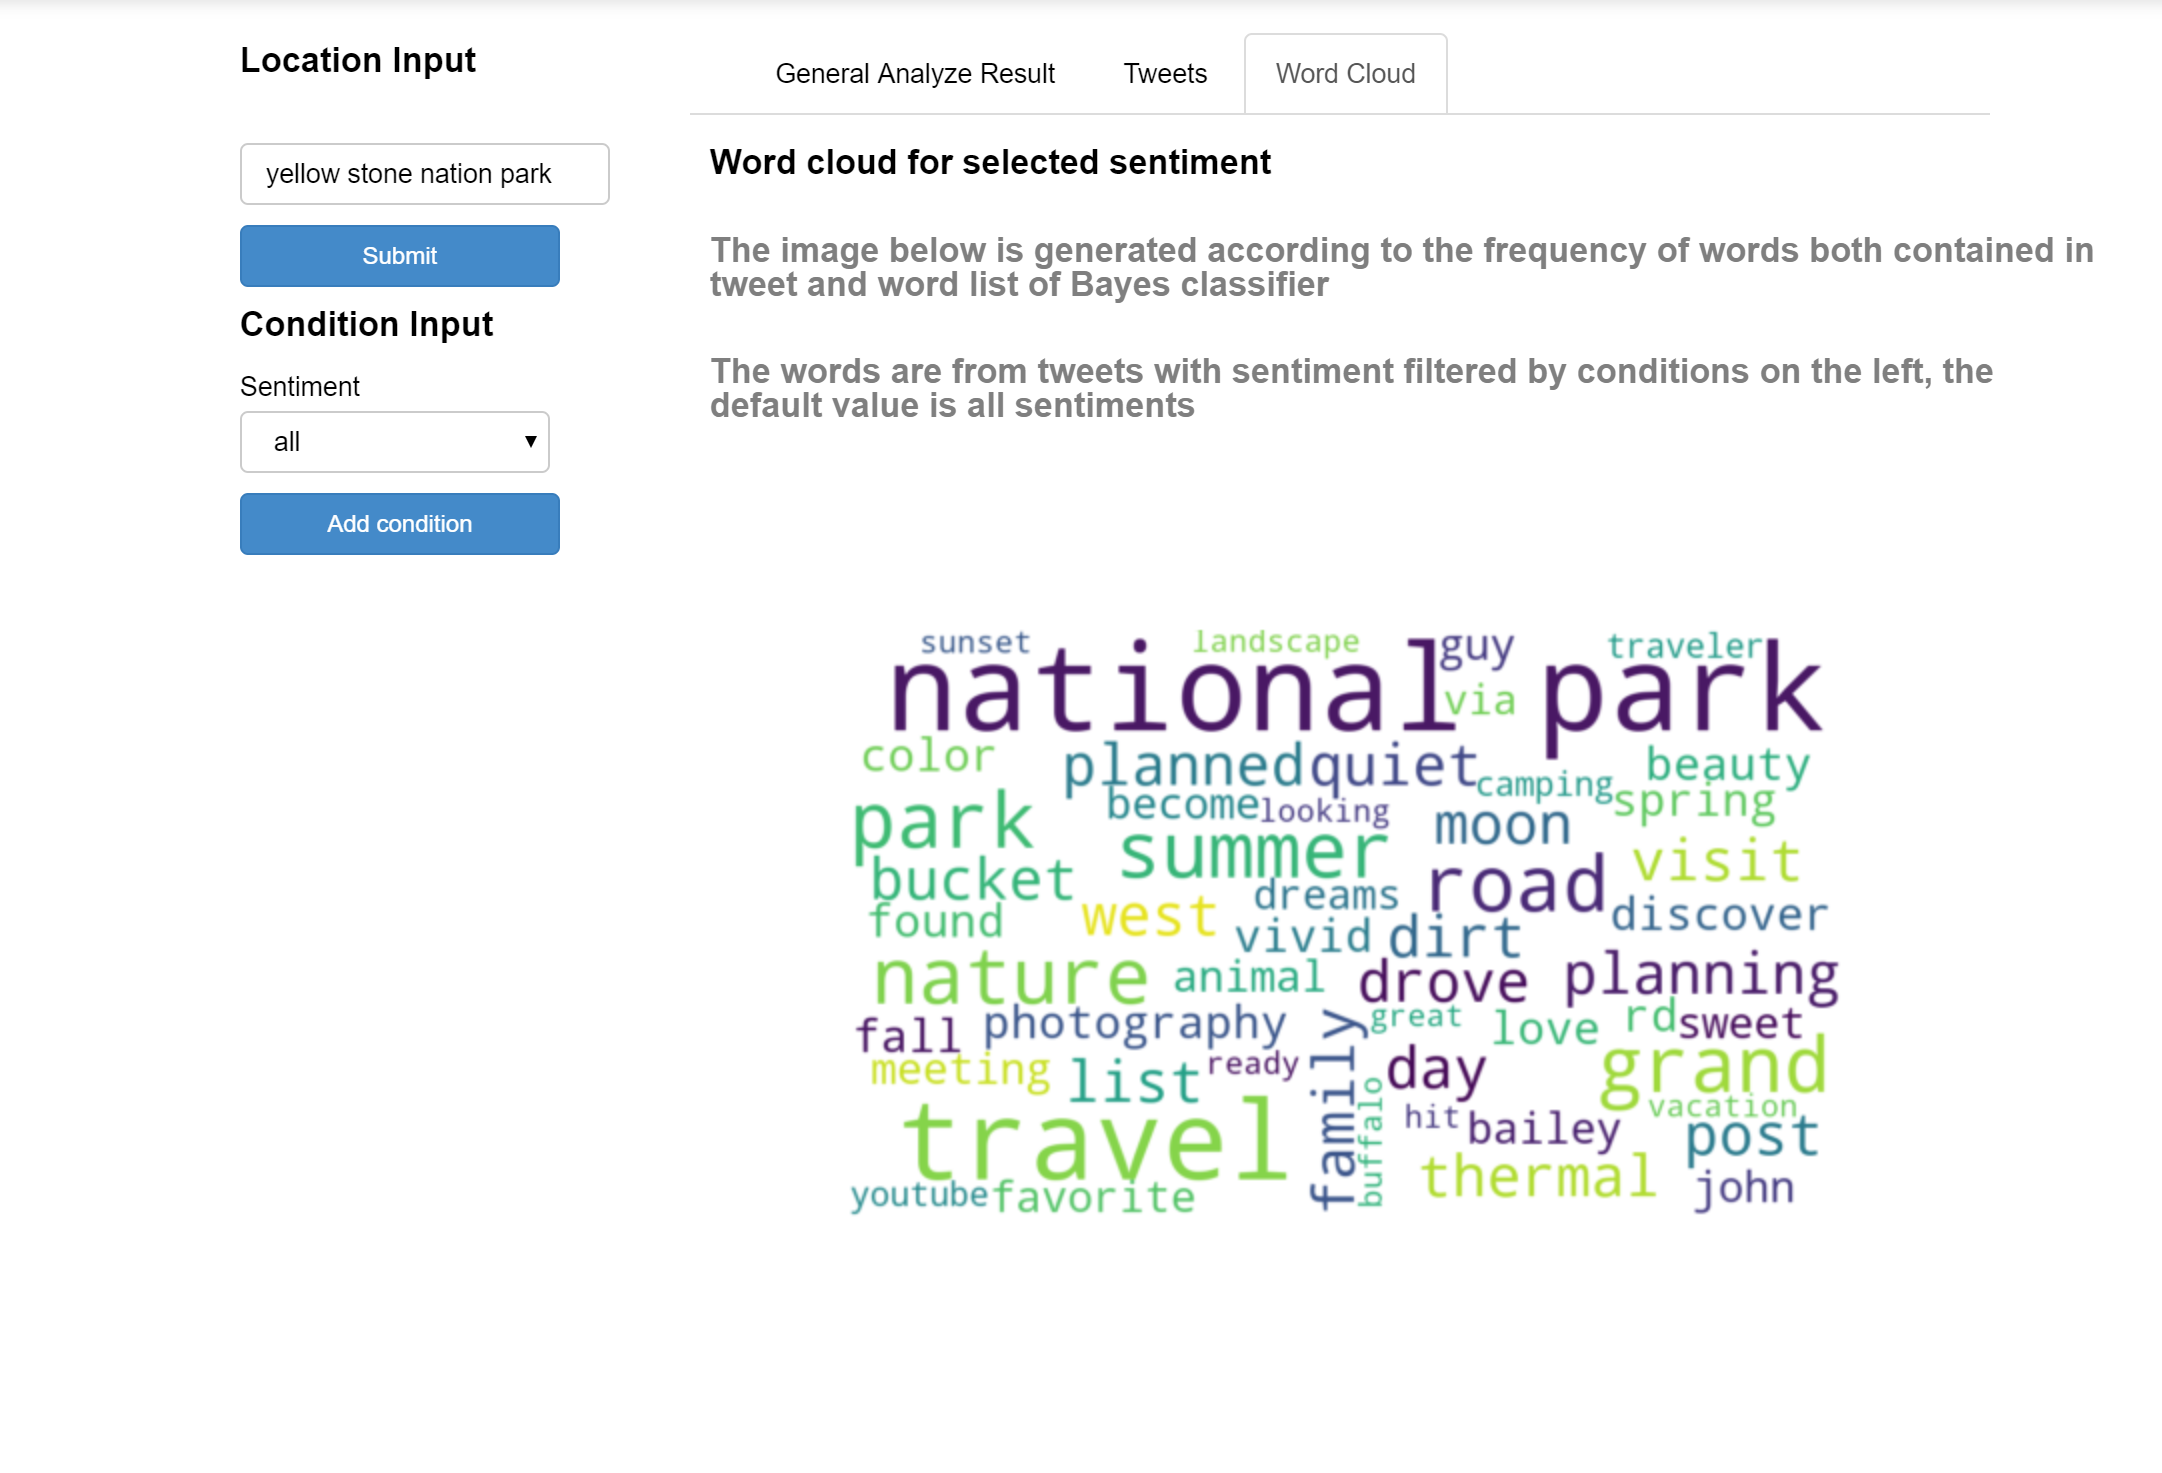 Location Input
yellow stone nation park
Submit
Condition Input
Sentiment
all
Add condition
General Analyze Result
Tweets
Word Cloud
Word cloud for selected sentiment
The image below is generated according to the frequency of words both contained in
tweet and word list of Bayes classifier
The words are from tweets with sentiment filtered by conditions on the left, the
default value is all sentiments
sunset
landscape
guy
traveler
national park
via
color
planned
quiet
camping
beauty
become
looking
spring
park
summer
moon
bucket
road
visit
found
west
dreams
discover
vivid
dirt
nature
animal
drove
planning
fall
photography
great
love
rd
sweet
meeting
list
ready
family
day
grand
buffalo
hit
vacation
travel
bailey
post
youtube
favorite
thermal
john